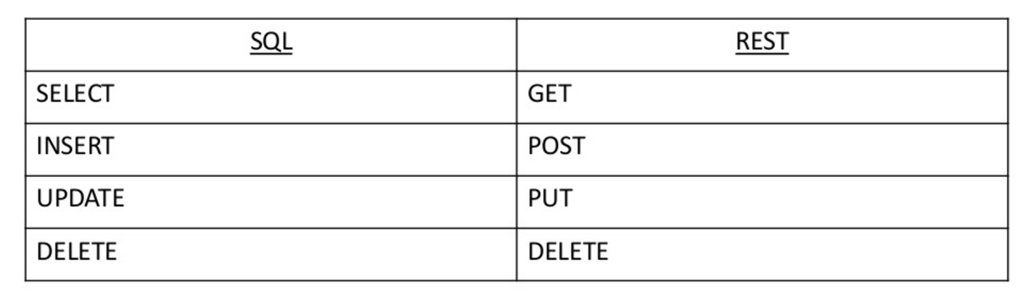 SQL REST
SELECT GET
INSERT POST
UPDATE PUT
DELETE DELETE